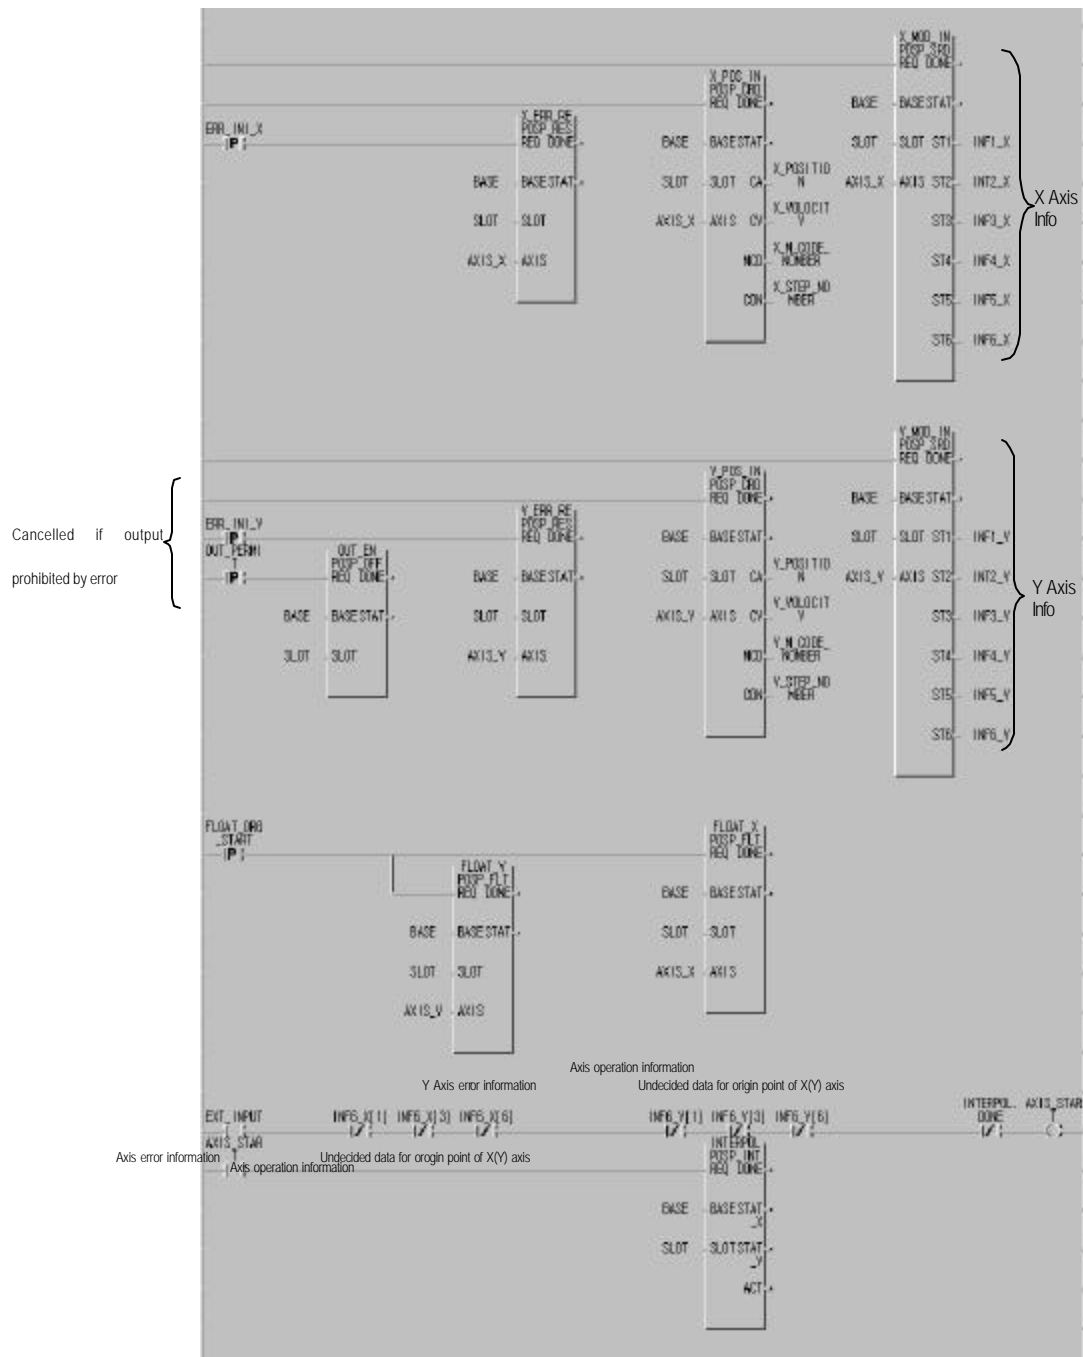 X_MOD_IN
POSP_SRD
REQ DONE
X_POS_IN
POSP_CRO
REQ DONE
BASE BASE STAT
X_ERR_RE
POSP_RES
REQ DONE
ERR_INI_X
P
BASE BASE STAT
SLOT SLOT ST1 INF1_X
BASE BASE STAT
SLOT SLOT CA X_POSITIO
N
AXIS_X AXIS ST2 INT2_X
X Axis
Info
SLOT SLOT
AXIS_X AXIS CV X_VOLOCIT
Y
ST3 INF3_X
AXIS_X AXIS
MCO X_M_CODE_
NUMBER
ST4 INF4_X
CON X_STEP_NO
MBER
ST5 INF5_X
ST6 INF6_X
Y_MOD_IN
POSP_SRD
REQ DONE
Y_POS_IN
POSP_CRO
REQ DONE
BASE BASE STAT
Cancelled if output
prohibited by error
ERR_INI_Y
P
Y_ERR_RE
POSP_RES
REQ DONE
BASE BASE STAT
SLOT SLOT ST1 INF1_Y
OUT_PERMI
T
P
OUT_EN
POSP_OFF
REQ DONE
BASE BASE STAT
SLOT SLOT CA Y_POSITIO
N
AXIS_Y AXIS ST2 INT2_Y
Y Axis
Info
BASE BASE STAT
SLOT SLOT
AXIS_Y AXIS CV Y_VOLOCIT
Y
ST3 INF3_Y
SLOT SLOT
AXIS_Y AXIS
MCO Y_M_CODE_
NUMBER
ST4 INF4_Y
CON Y_STEP_NO
MBER
ST5 INF5_Y
ST6 INF6_Y
FLOAT_ORG
_START
P
FLOAT_X
POSP_FLT
REQ DONE
FLOAT_Y
POSP_FLT
REQ DONE
BASE BASE STAT
BASE BASE STAT
SLOT SLOT
SLOT SLOT
AXIS_X AXIS
AXIS_Y AXIS
Axis operation information
Y Axis error information
Undecided data for origin point of X(Y) axis
EXT_INPUT INF6_X[1] INF6_X[3] INF6_X[6] INF6_Y[1] INF6_Y[3] INF6_Y[6] INTERPOL.
DONE
AXIS_STAR
T
AXIS_STAR
T
INTERPOL
POSP_INT
REQ DONE
Axis error information
Axis operation information
Undecided data for orogin point of X(Y) axis
BASE BASE STAT
_X
SLOT SLOT STAT
_Y
ACT